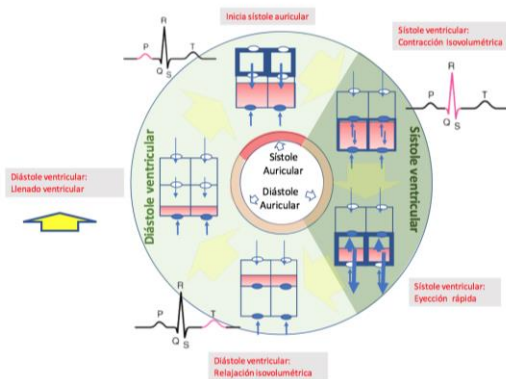 Inicia sístole auricular
Sístole ventricular:
Contracción isovolumétrica
R
P
T
Q
S
R
P
T
Q
S
Diástole ventricular
Sístole ventricular
Sístole
Auricular
Diástole
Auricular
Diástole ventricular:
Llenado ventricular
Sístole ventricular:
Eyección rápida
R
P
T
Q
S
Diástole ventricular:
Relajación isovolumétrica